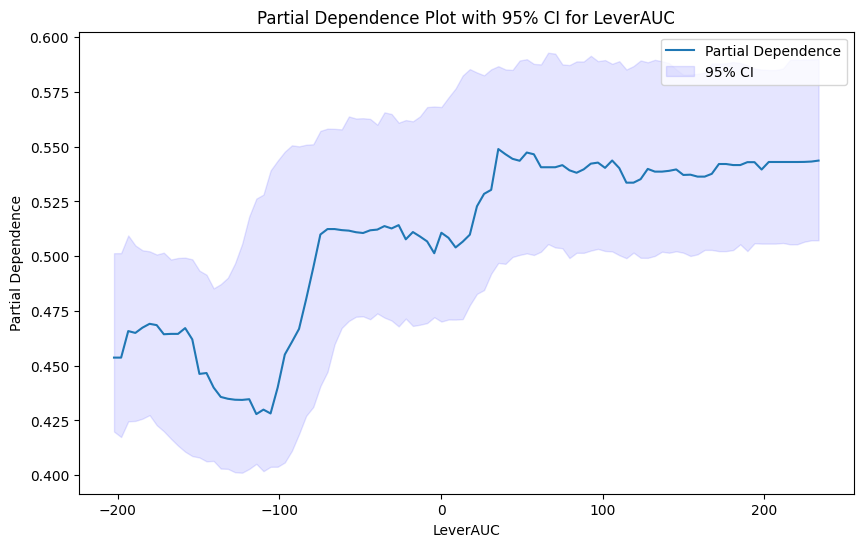 Partial Dependence Plot with 95% CI for LeverAUC
Partial Dependence
95% CI
0.600
0.575
0.550
0.525
0.500
0.475
0.450
0.425
0.400
Partial Dependence
−200
−100
0
100
200
LeverAUC